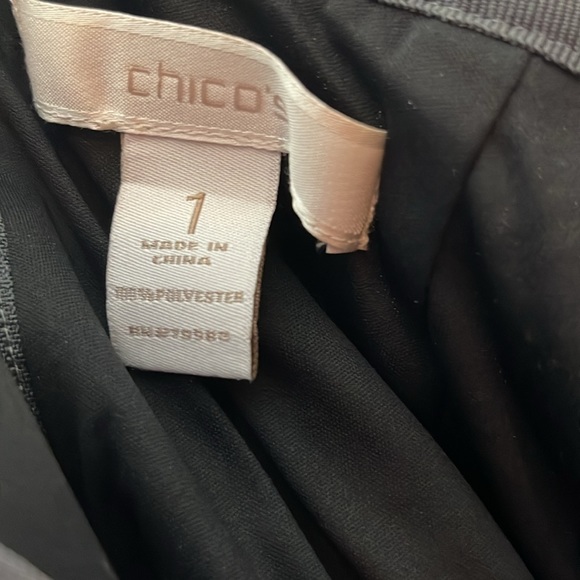 chico's
1
MADE IN
CHINA
100% POLYESTER